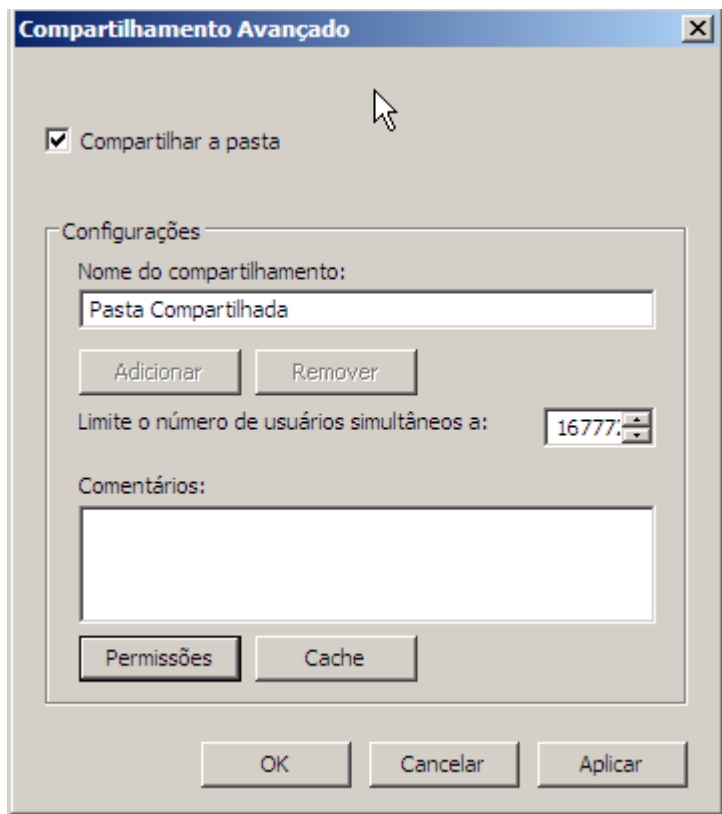 Compartilhamento Avançado
Compartilhar a pasta
Configurações
Nome do compartilhamento:
Pasta Compartilhada
Adicionar Remover
Limite o número de usuários simultâneos a:
Comentários:
Permissões Cache
OK Cancelar Aplicar